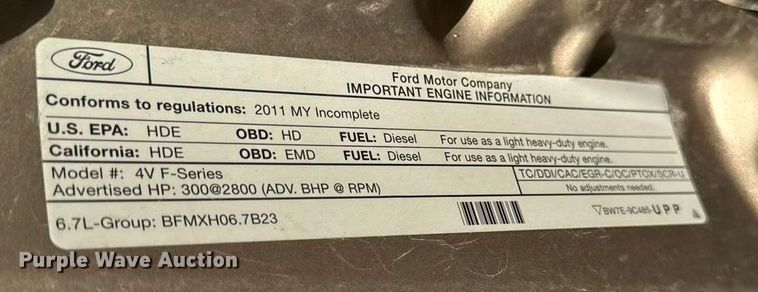 Ford
Ford Motor Company
IMPORTANT ENGINE INFORMATION
Conforms to regulations: 2011 MY Incomplete
U.S. EPA: HDE OBD: HD FUEL: Diesel For use as a light heavy-duty engine.
California: HDE OBD: EMD FUEL: Diesel For use as a light heavy-duty engine.
Model #: 4V F-Series TC/DDI/CAC/EGR-C/OC/PTOX/SCR-U
Advertised HP: 300@2800 (ADV. BHP @ RPM) No adjustments needed.
6.7L-Group: BFMXH06.7B23 ▽BW7E-9C485-UPP△
Purple Wave Auction